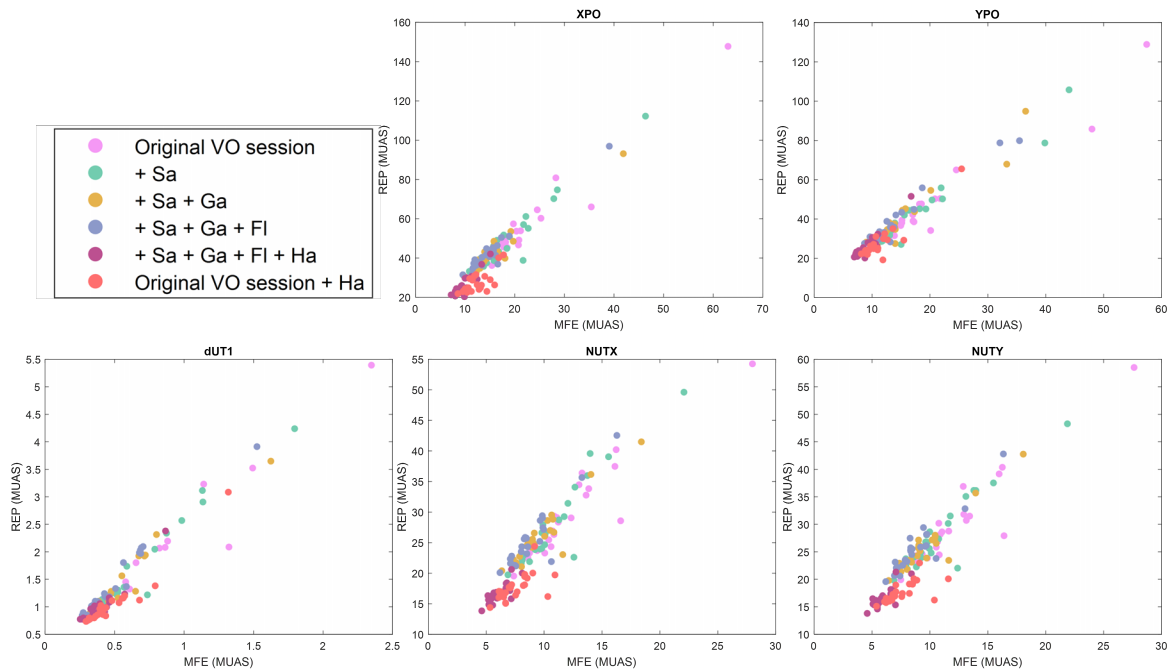 XPO
160
140
120
100
80
60
40
20
REP (MUAS)
0 10 20 30 40 50 60 70
MFE (MUAS)
YPO
140
120
100
80
60
40
20
0
REP (MUAS)
0 10 20 30 40 50 60
MFE (MUAS)
Original VO session
+ Sa
+ Sa + Ga
+ Sa + Ga + Fl
+ Sa + Ga + Fl + Ha
Original VO session + Ha
dUT1
5.5
5
4.5
4
3.5
3
2.5
2
1.5
1
0.5
REP (MUAS)
0 0.5 1 1.5 2 2.5
MFE (MUAS)
NUTX
55
50
45
40
35
30
25
20
15
10
REP (MUAS)
0 5 10 15 20 25 30
MFE (MUAS)
NUTY
60
50
40
30
20
10
REP (MUAS)
0 5 10 15 20 25 30
MFE (MUAS)